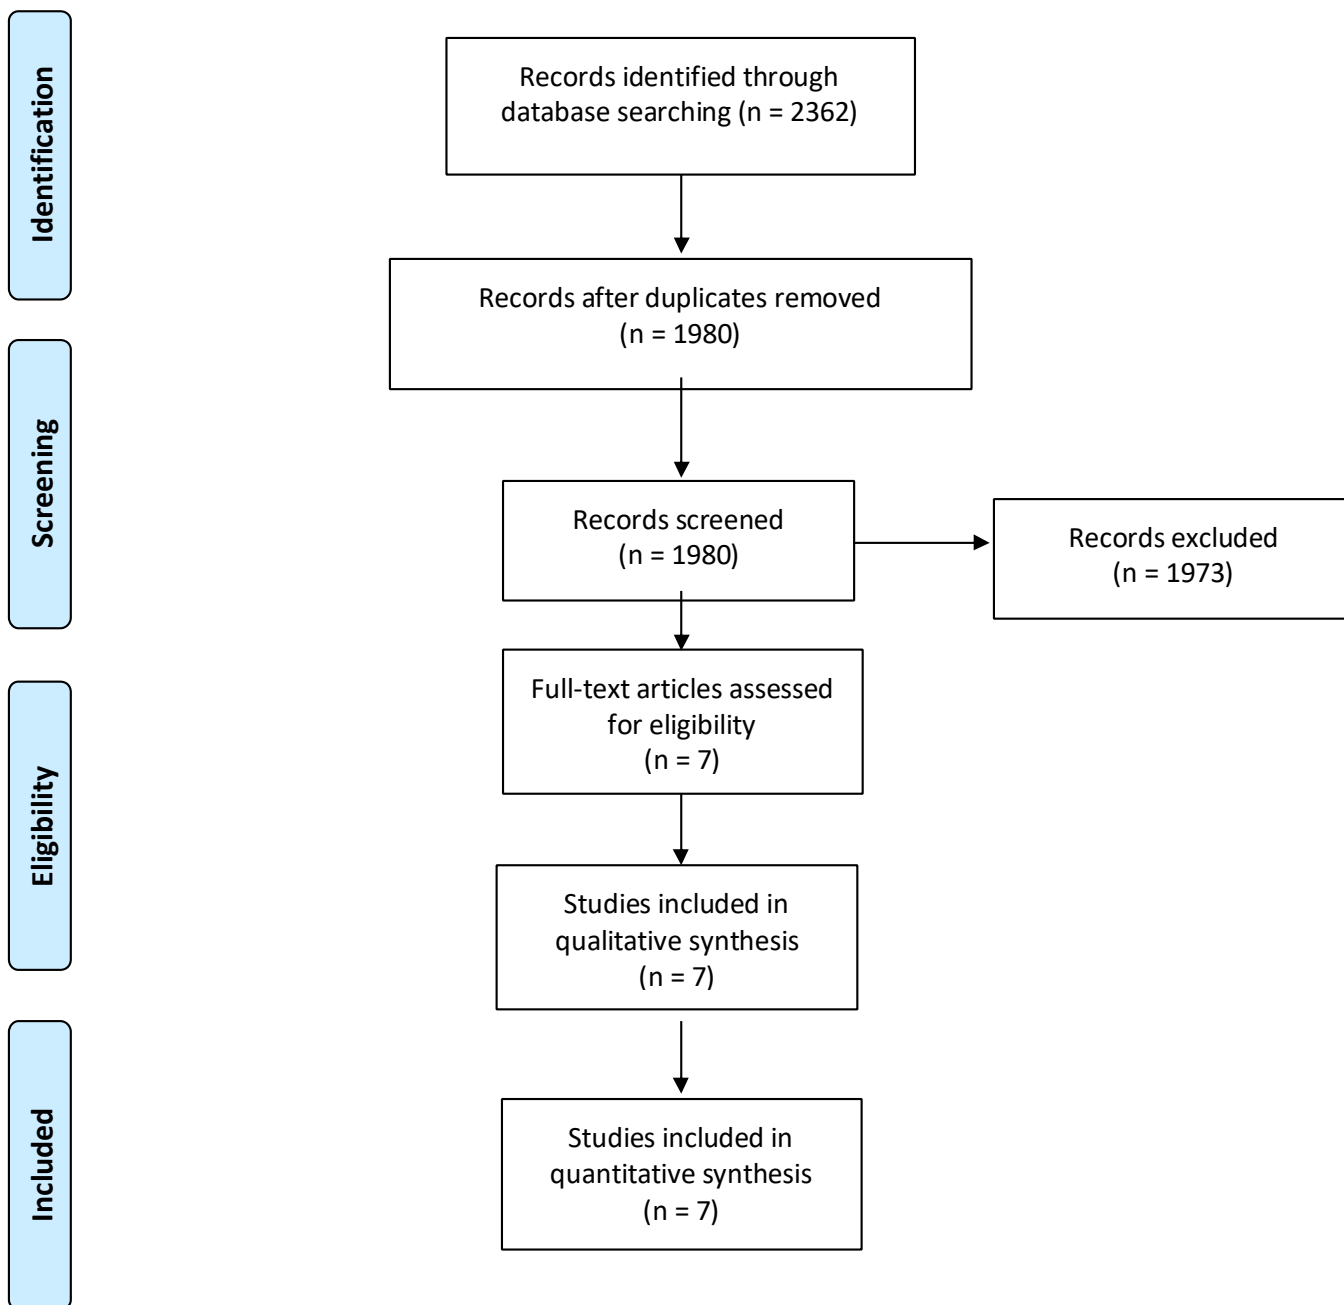 Identification
Records identified through
database searching (n = 2362)
Records after duplicates removed
(n = 1980)
Screening
Records screened
(n = 1980)
Records excluded
(n = 1973)
Full-text articles assessed
for eligibility
(n = 7)
Eligibility
Studies included in
qualitative synthesis
(n = 7)
Included
Studies included in
quantitative synthesis
(n = 7)